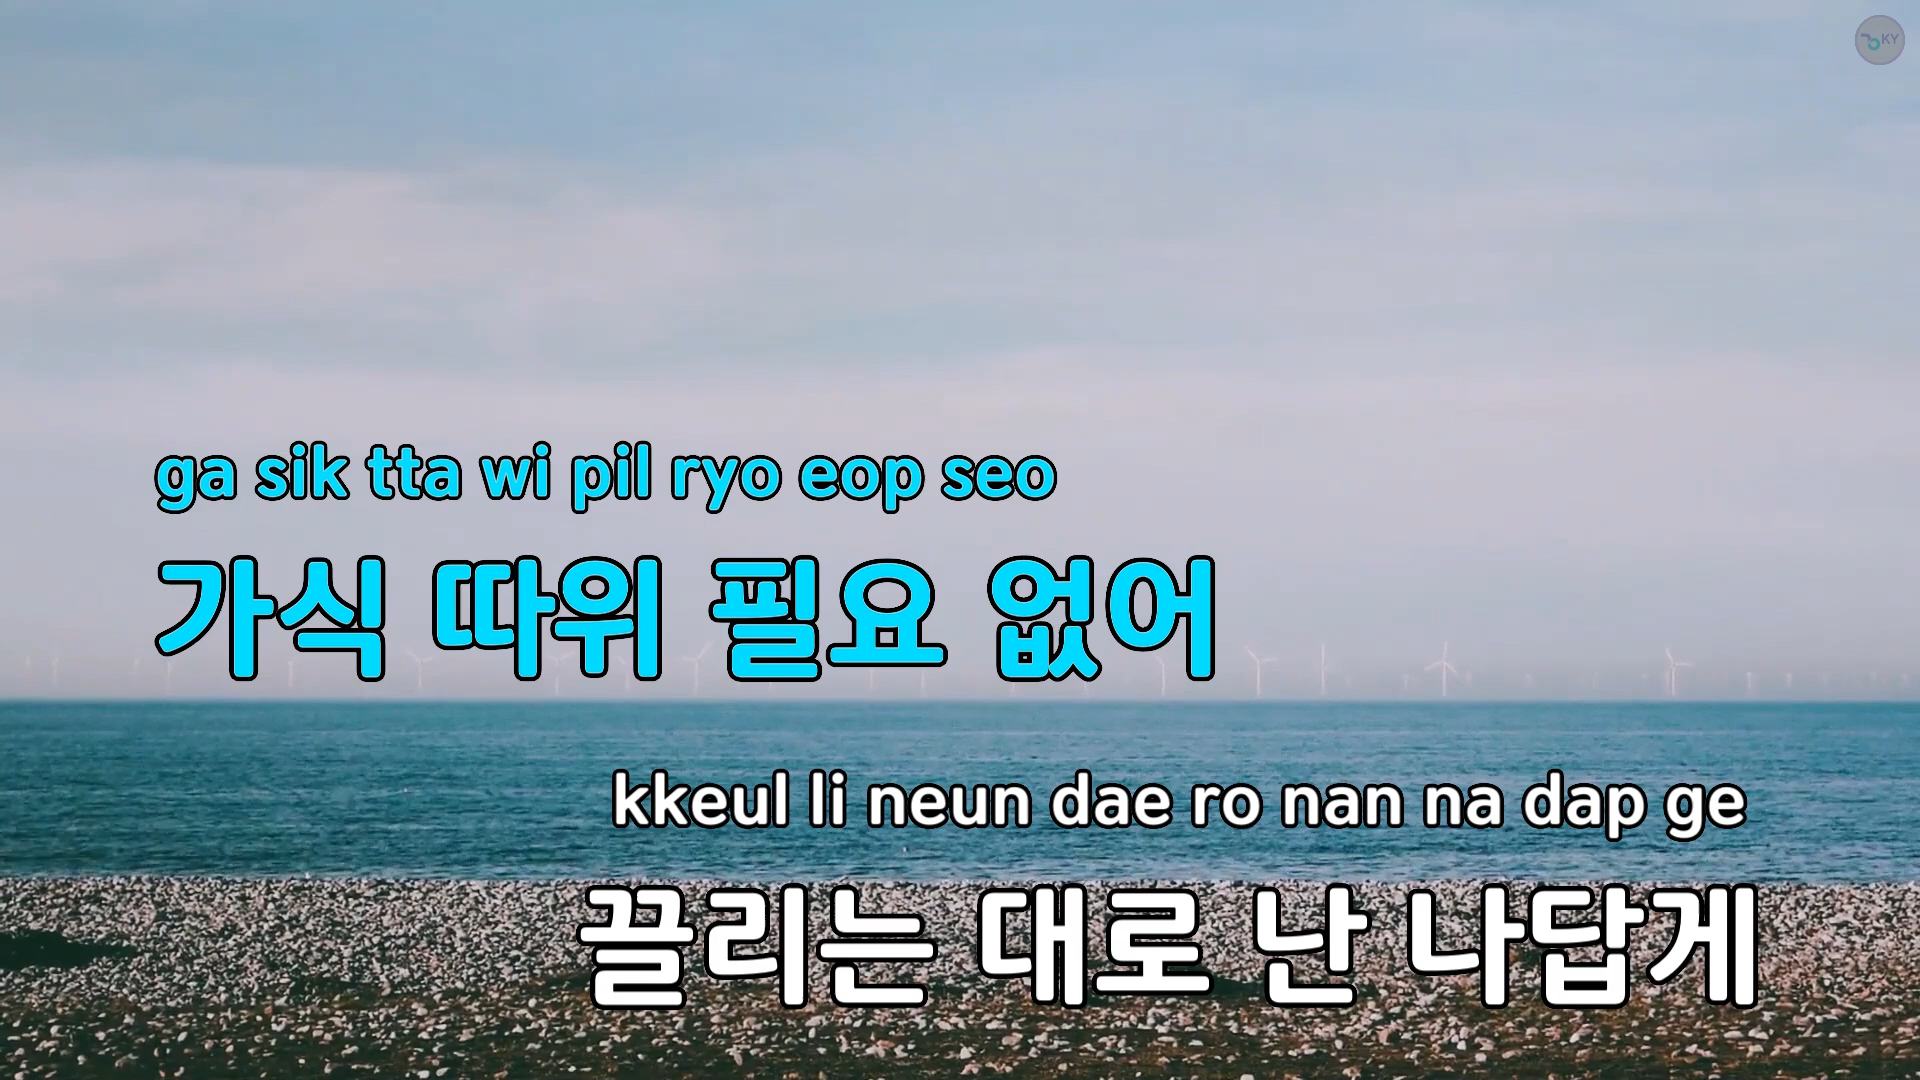 KY
ga sik tta wi pil ryo eop seo
가식 따위 필요 없어
kkeul li neun dae ro nan na dap ge
끌리는 대로 난 나답게